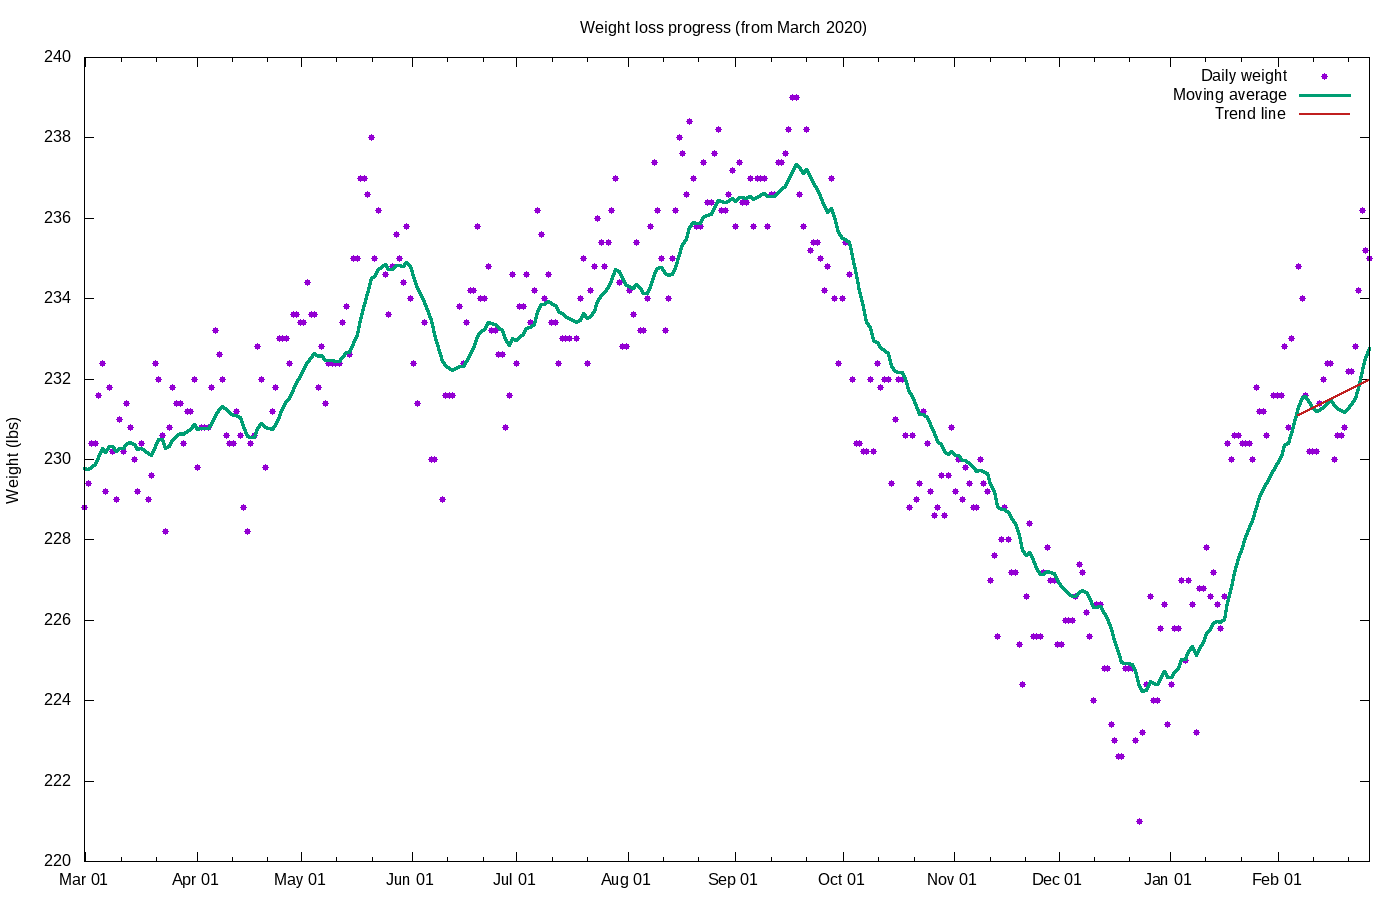 Weight loss progress (from March 2020)
Daily weight
Moving average
Trend line
Weight (lbs)
240
238
236
234
232
230
228
226
224
222
220
Mar 01 Apr 01 May 01 Jun 01 Jul 01 Aug 01 Sep 01 Oct 01 Nov 01 Dec 01 Jan 01 Feb 01